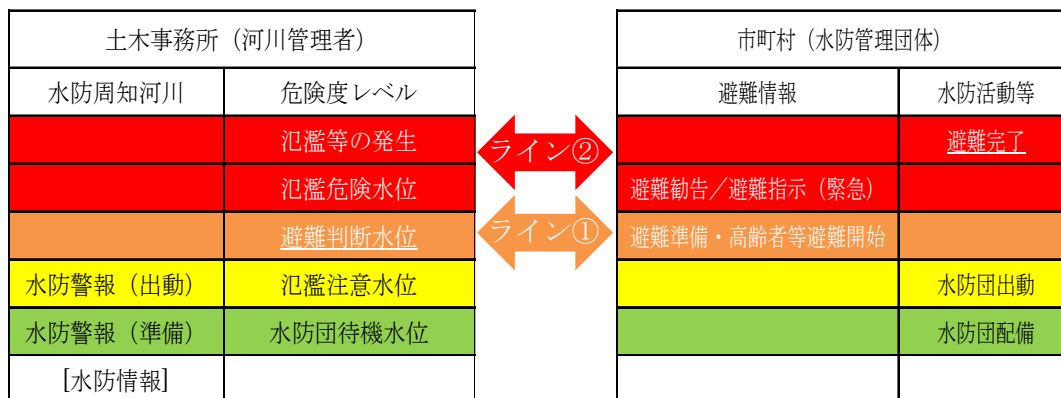 土木事務所（河川管理者）
市町村（水防管理団体）
水防周知河川 危険度レベル
避難情報 水防活動等
氾濫等の発生
ライン②
避難完了
氾濫危険水位
避難勧告／避難指示（緊急）
避難判断水位
ライン①
避難準備・高齢者等避難開始
水防警報（出動） 氾濫注意水位
水防団出動
水防警報（準備） 水防団待機水位
水防団配備
[水防情報]